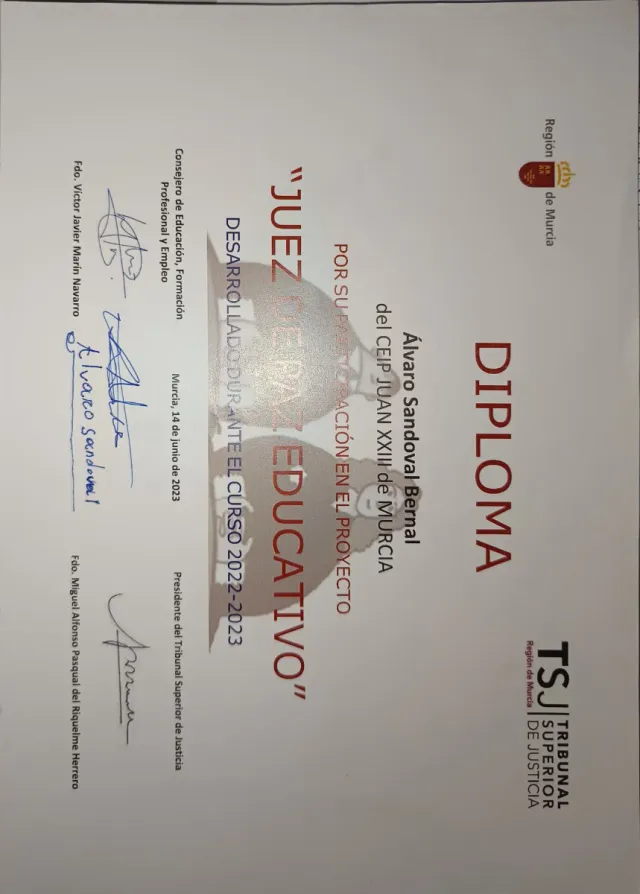 Región de Murcia
TSJ TRIBUNAL
SUPERIOR
DE JUSTICIA
Región de Murcia
DIPLOMA
Álvaro Sandoval Bernal
del CEIP JUAN XXIII de MURCIA
POR SU PARTICIPACIÓN EN EL PROYECTO
"JUEZ DE PAZ EDUCATIVO"
DESARROLLADO DURANTE EL CURSO 2022-2023
Consejero de Educación, Formación
Profesional y Empleo
Murcia, 14 de junio de 2023
Presidente del Tribunal Superior de Justicia
Alvaro Sandoval
Fdo. Víctor Javier Marín Navarro
Fdo. Miguel Alfonso Pasqual del Riquelme Herrero